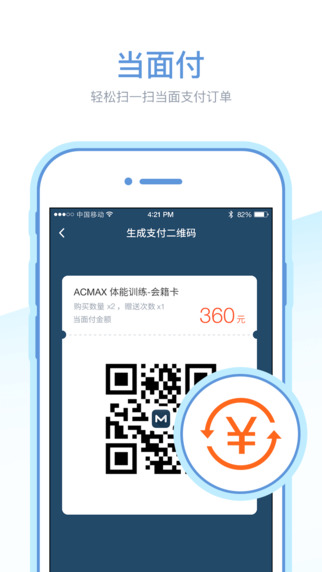 当面付
轻松扫一扫当面支付订单
中国移动 4:21 PM 82%
生成支付二维码
ACMAX 体能训练-会籍卡
购买数量 x2 ，赠送次数 x1
当面付金额
360元
M
¥